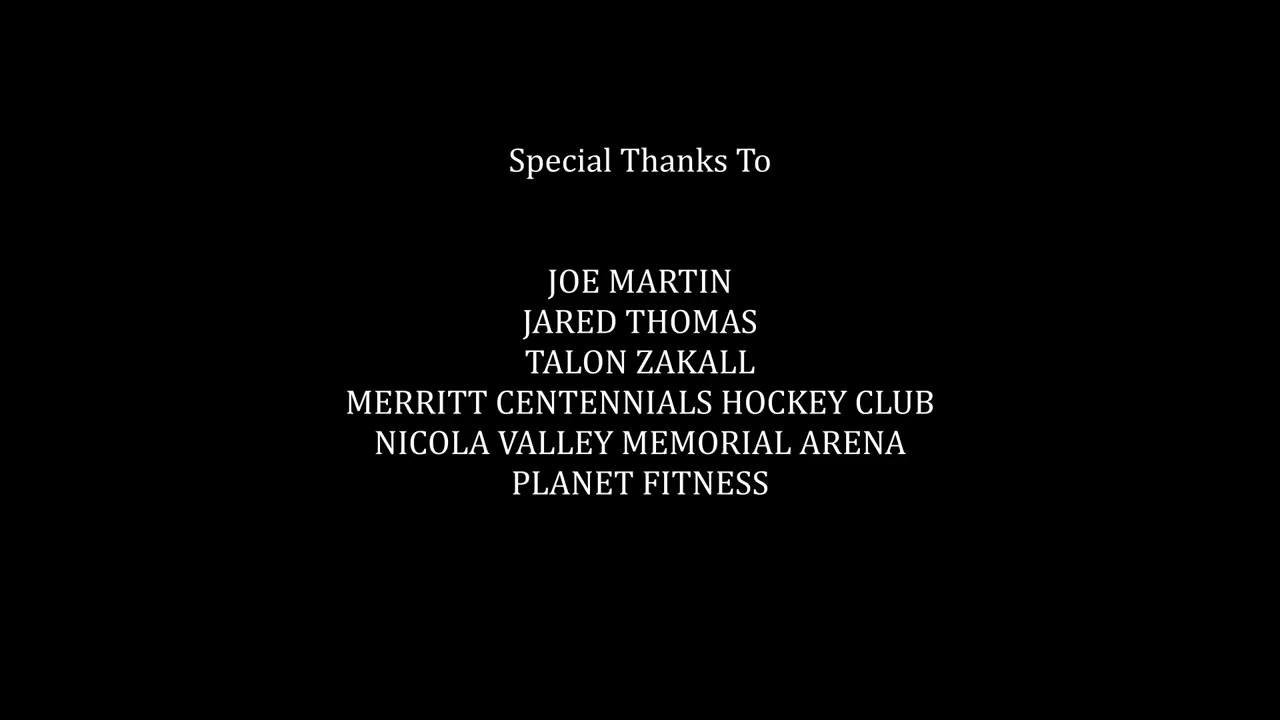 Special Thanks To
JOE MARTIN
JARED THOMAS
TALON ZAKALL
MERRITT CENTENNIALS HOCKEY CLUB
NICOLA VALLEY MEMORIAL ARENA
PLANET FITNESS